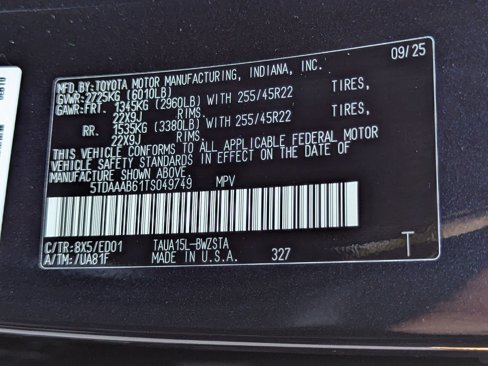 09/25
MFD. BY: TOYOTA MOTOR MANUFACTURING, INDIANA, INC.
GVWR: 2725KG (6010LB)
GAWR: FRT. 1345KG (2960LB) WITH 255/45R22 TIRES,
22X9J RIMS.
RR. 1535KG (3380LB) WITH 255/45R22 TIRES,
22X9J RIMS.
THIS VEHICLE CONFORMS TO ALL APPLICABLE FEDERAL MOTOR
VEHICLE SAFETY STANDARDS IN EFFECT ON THE DATE OF
MANUFACTURE SHOWN ABOVE
5TDAAAB61TS049749 MPV
C/TR: 8X5/ED01 TAUA15L-BWZSTA
A/TM: /UA81F MADE IN U.S.A. 327 T